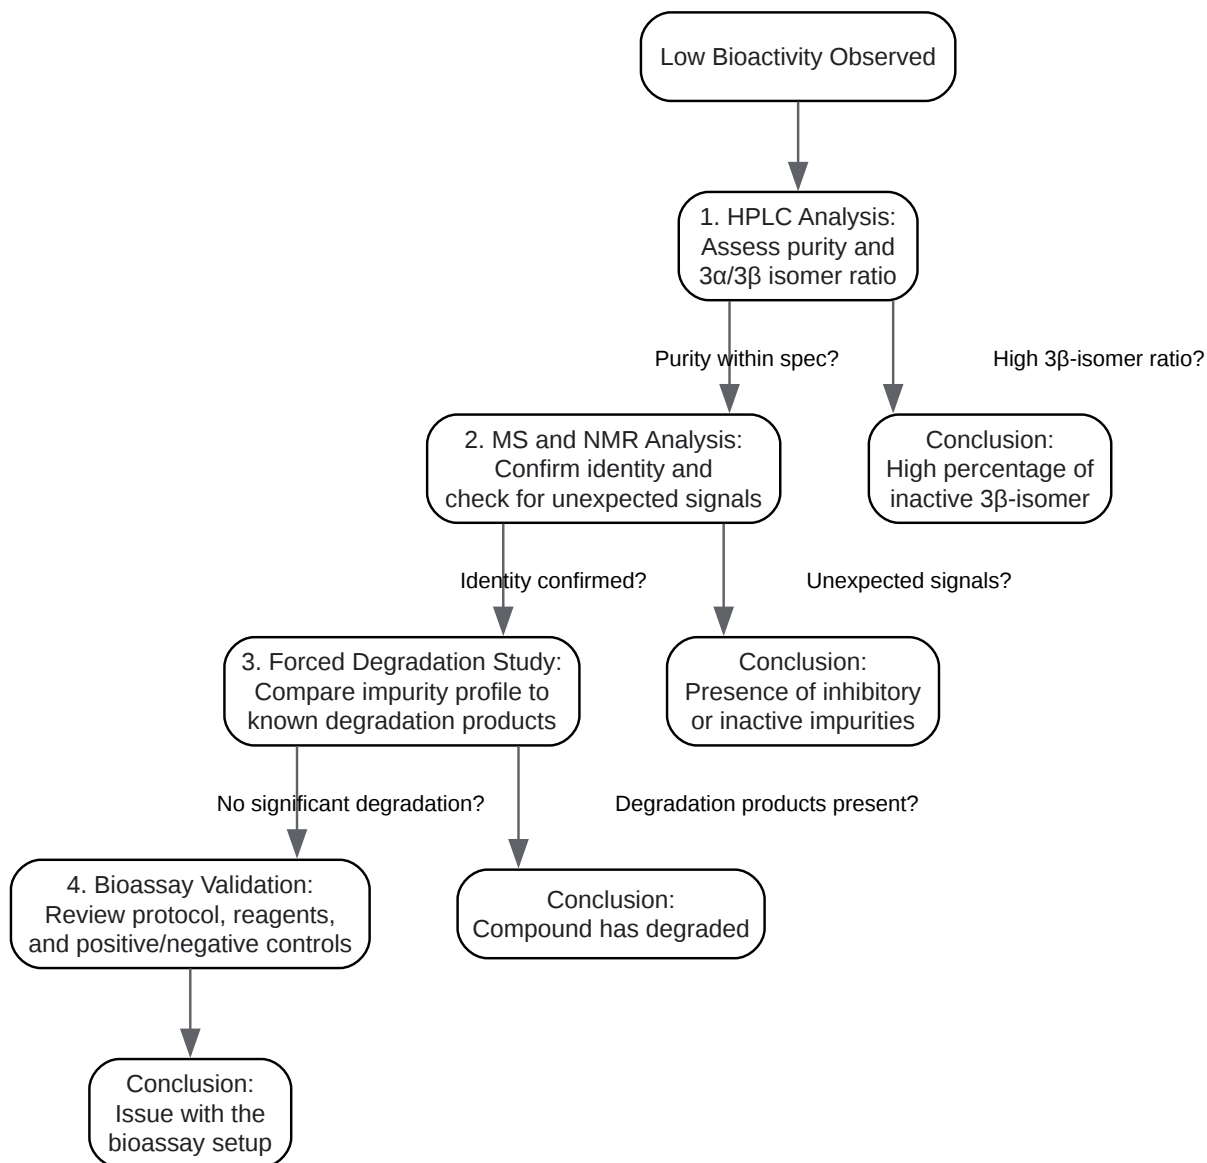 Low Bioactivity Observed
1. HPLC Analysis:
Assess purity and
3α/3β isomer ratio
Purity within spec?
High 3β-isomer ratio?
2. MS and NMR Analysis:
Confirm identity and
check for unexpected signals
Conclusion:
High percentage of
inactive 3β-isomer
Identity confirmed?
Unexpected signals?
3. Forced Degradation Study:
Compare impurity profile to
known degradation products
Conclusion:
Presence of inhibitory
or inactive impurities
No significant degradation?
Degradation products present?
4. Bioassay Validation:
Review protocol, reagents,
and positive/negative controls
Conclusion:
Compound has degraded
Conclusion:
Issue with the
bioassay setup